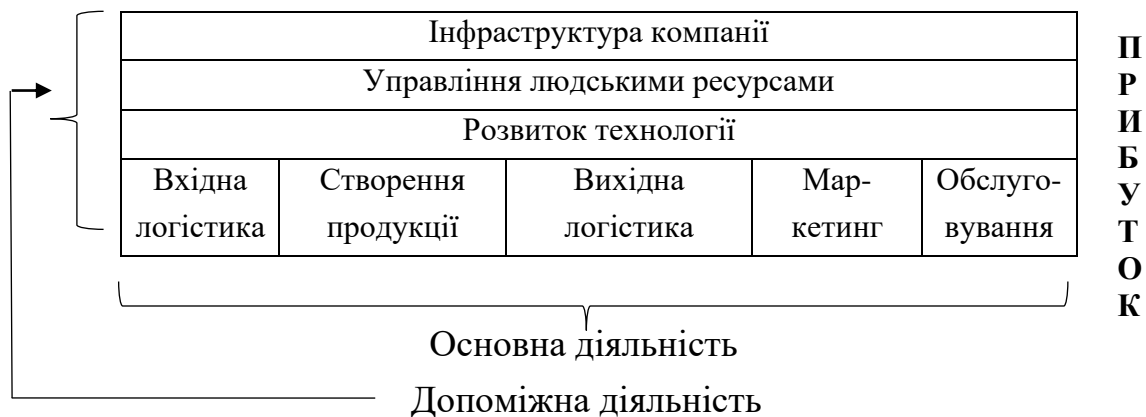 Інфраструктура компанії
Управління людськими ресурсами
Розвиток технології
Вхідна логістика
Створення продукції
Вихідна логістика
Мар-
кетинг
Обслуго-
вування
ПРИБУТОК
Основна діяльність
Допоміжна діяльність